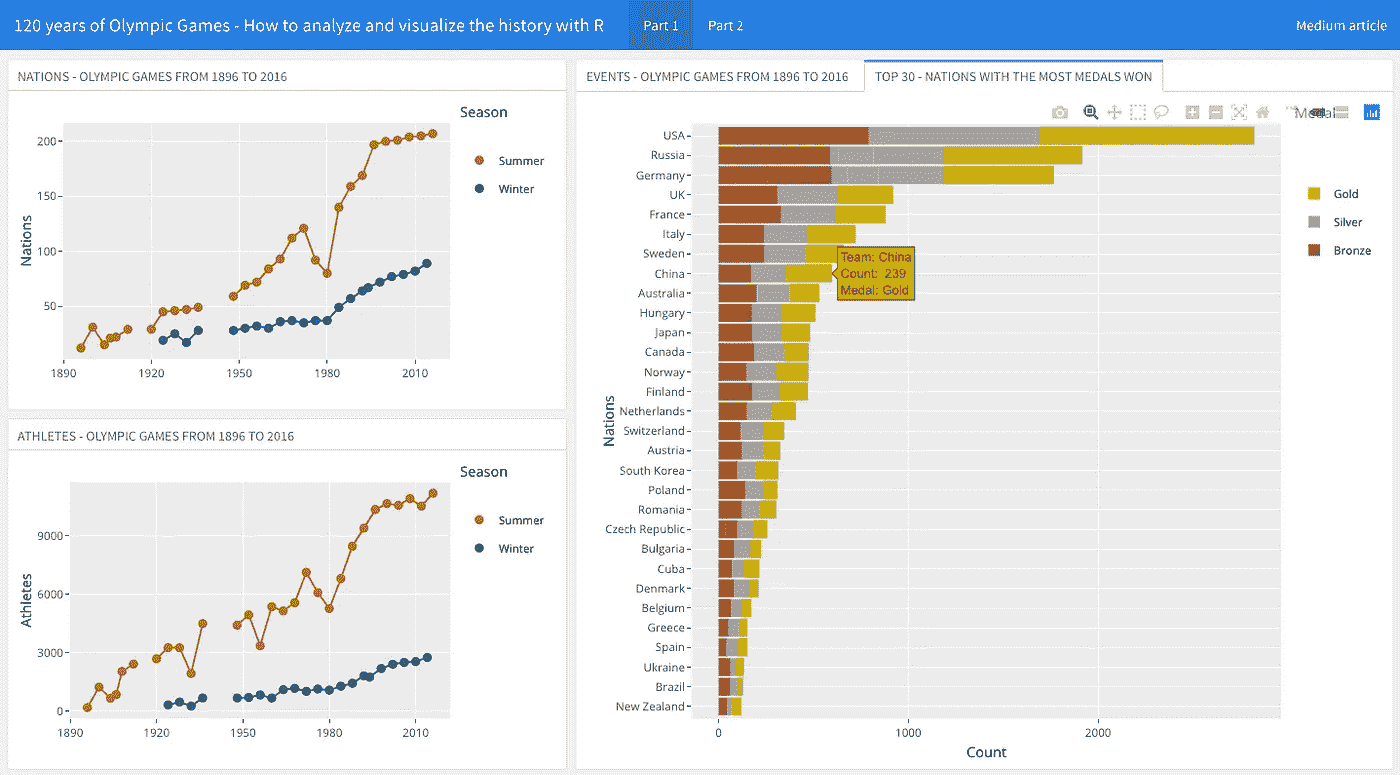 120 years of Olympic Games - How to analyze and visualize the history with R
Part 1
Part 2
Medium article
NATIONS - OLYMPIC GAMES FROM 1896 TO 2016
Season
Summer
Winter
Nations
200
150
100
50
1890
1920
1950
1980
2010
ATHLETES - OLYMPIC GAMES FROM 1896 TO 2016
Season
Summer
Winter
Athletes
9000
6000
3000
0
1890
1920
1950
1980
2010
EVENTS - OLYMPIC GAMES FROM 1896 TO 2016
TOP 30 - NATIONS WITH THE MOST MEDALS WON
Medal
Gold
Silver
Bronze
Nations
USA
Russia
Germany
UK
France
Italy
Sweden
China
Australia
Hungary
Japan
Canada
Norway
Finland
Netherlands
Switzerland
Austria
South Korea
Poland
Romania
Czech Republic
Bulgaria
Cuba
Denmark
Belgium
Greece
Spain
Ukraine
Brazil
New Zealand
Team: China
Count: 239
Medal: Gold
0
1000
2000
Count